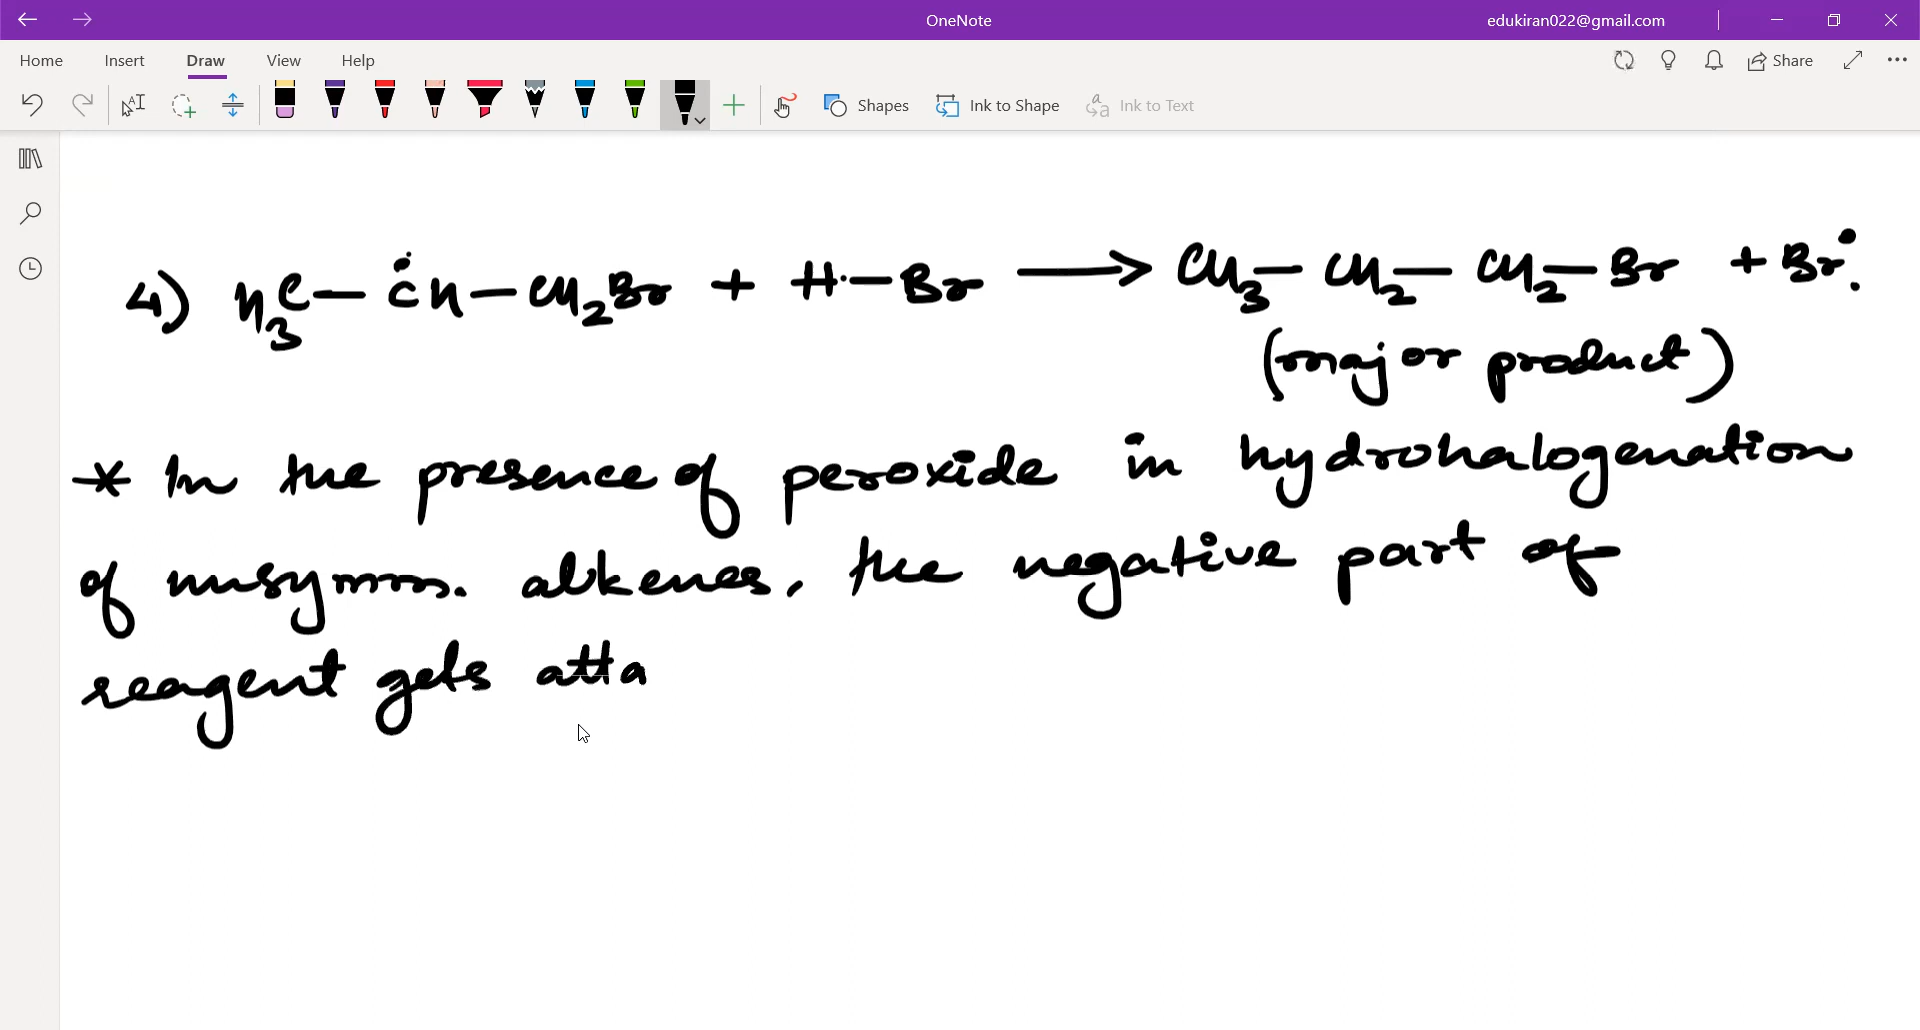 OneNote
edukiran022@gmail.com
Home Insert Draw View Help
Share
Shapes Ink to Shape Ink to Text
4) H₃C — ĊH — CH₂Br + H·— Br ⟶ CH₃ — CH₂ — CH₂ — Br + Br•.
(major product)
* In the presence of peroxide in hydrohalogenation
of unsymm. alkenes, the negative part of
reagent gets atta